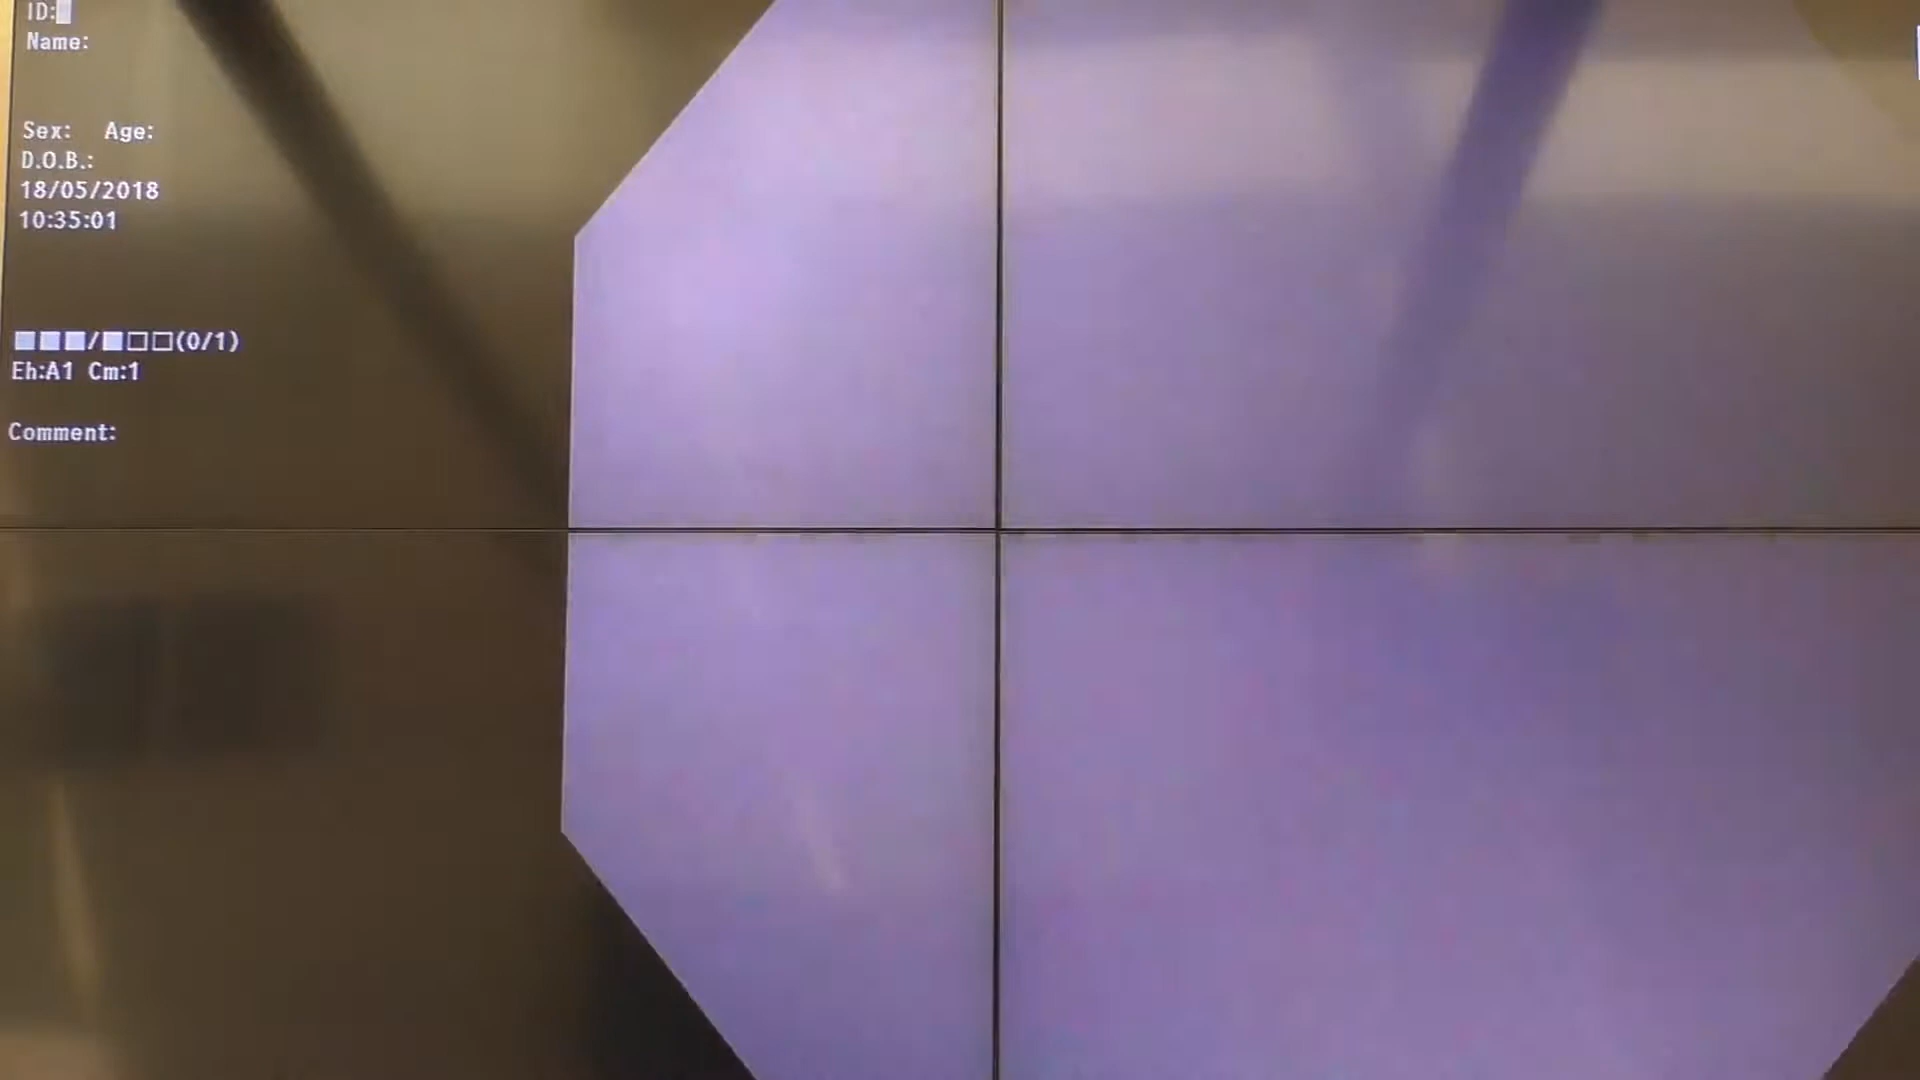 ID:
Name:
Sex: Age:
D.O.B.:
18/05/2018
10:35:01
■■■/■□□(0/1)
Eh:A1 Cm:1
Comment: